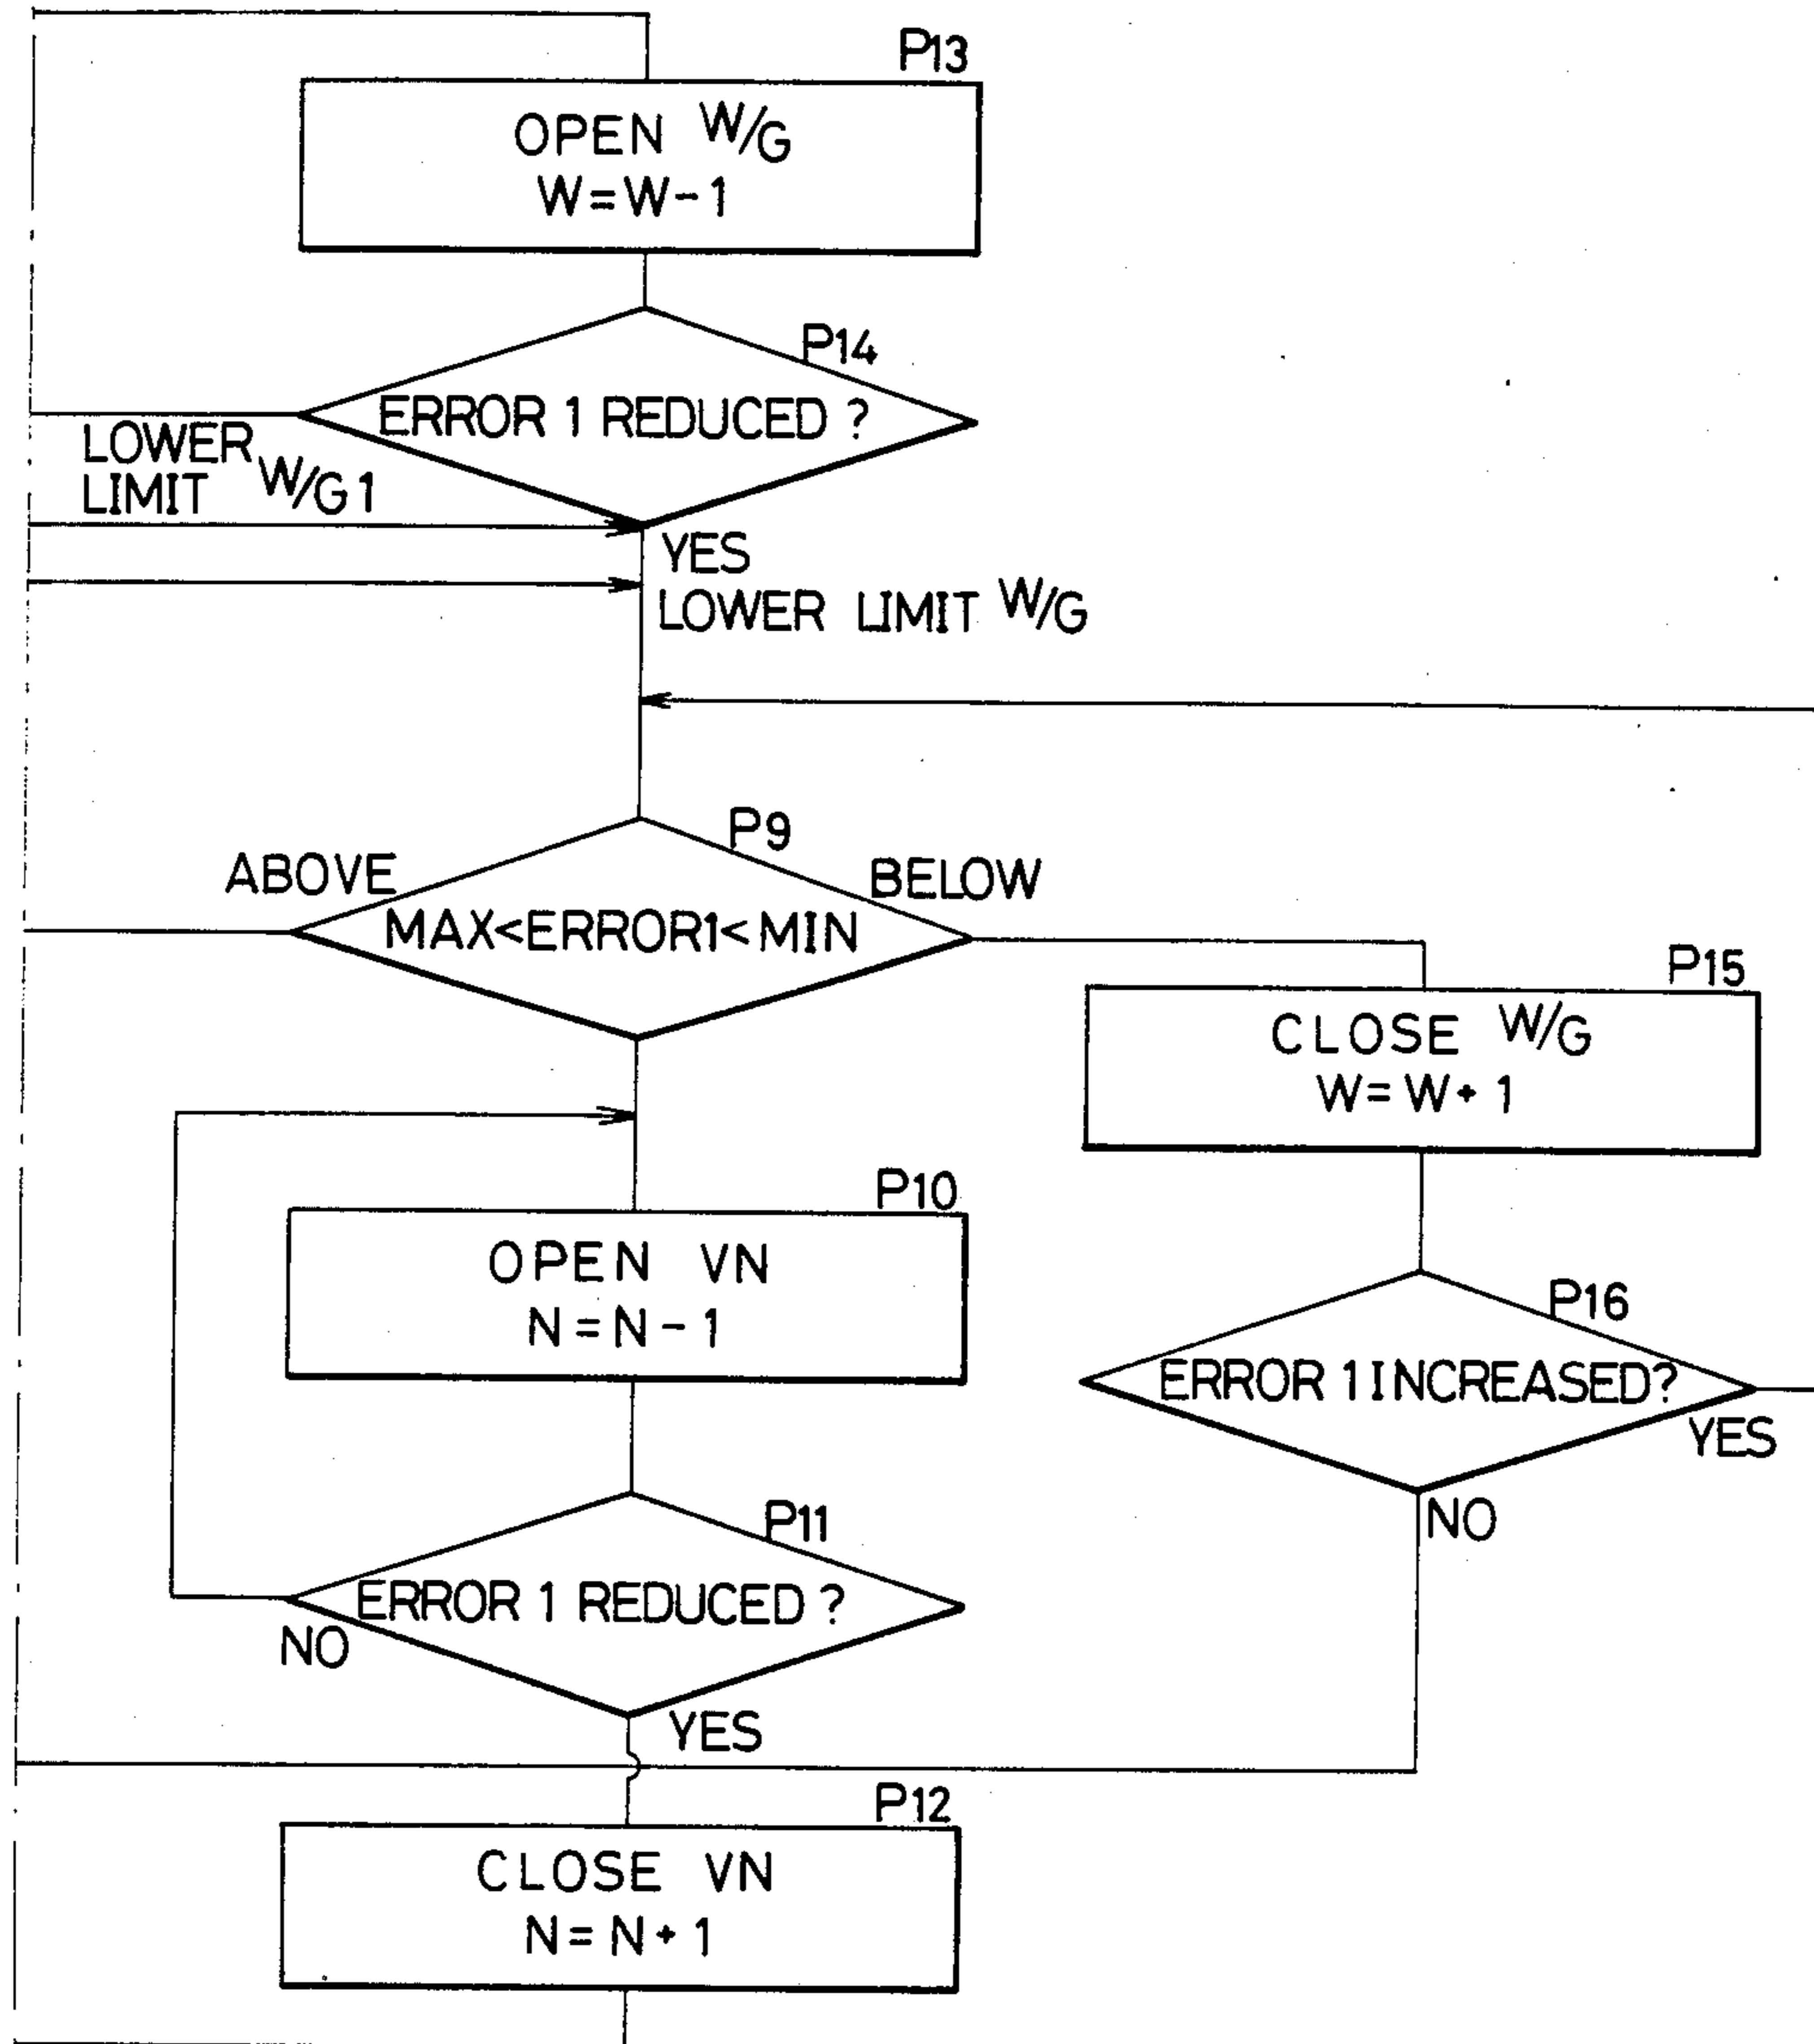 P13
OPEN W/G
W=W-1
P14
ERROR 1 REDUCED ?
LOWER
LIMIT W/G 1
YES
LOWER LIMIT W/G
P9
ABOVE
BELOW
MAX<ERROR1<MIN
P15
CLOSE W/G
W=W+1
P10
OPEN VN
N=N-1
P16
ERROR 1 INCREASED?
YES
NO
P11
ERROR 1 REDUCED ?
NO
YES
P12
CLOSE VN
N=N+1